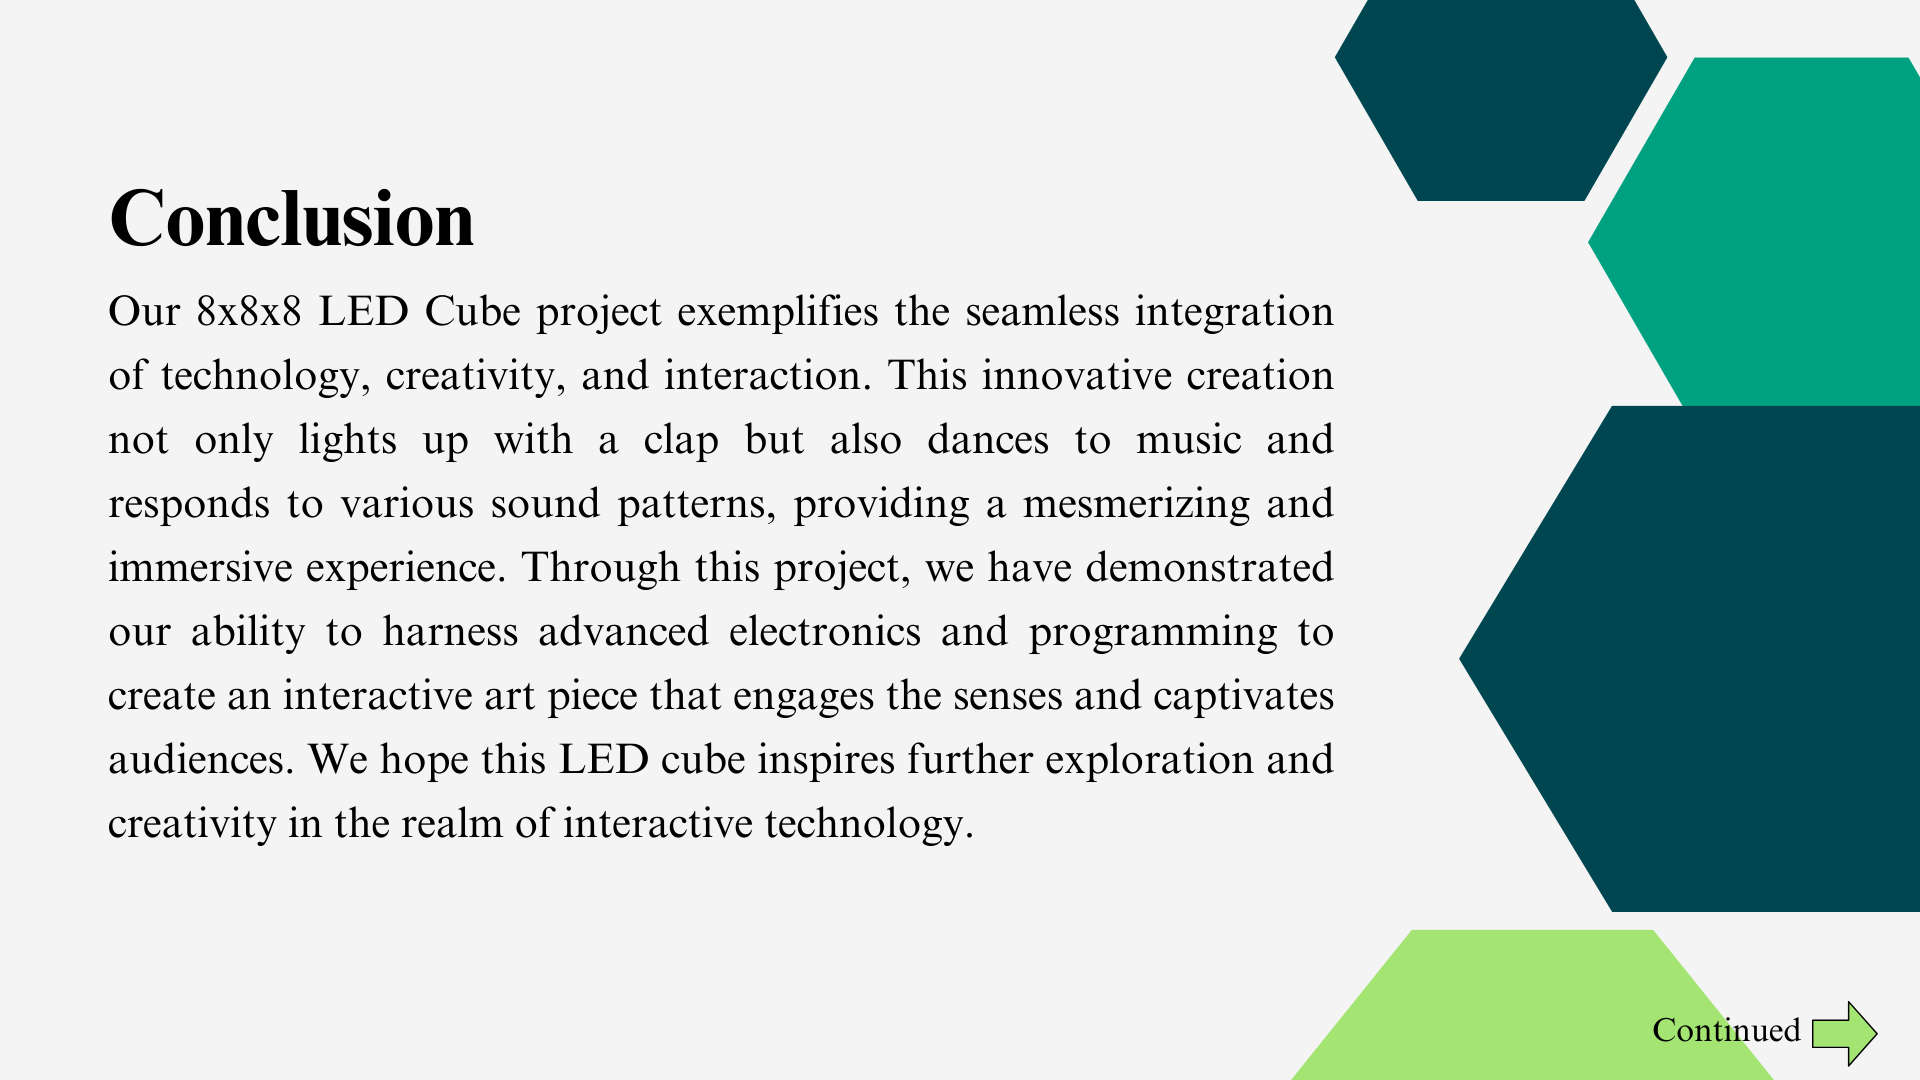 Conclusion
Our 8x8x8 LED Cube project exemplifies the seamless integration
of technology, creativity, and interaction. This innovative creation
not only lights up with a clap but also dances to music and
responds to various sound patterns, providing a mesmerizing and
immersive experience. Through this project, we have demonstrated
our ability to harness advanced electronics and programming to
create an interactive art piece that engages the senses and captivates
audiences. We hope this LED cube inspires further exploration and
creativity in the realm of interactive technology.
Continued